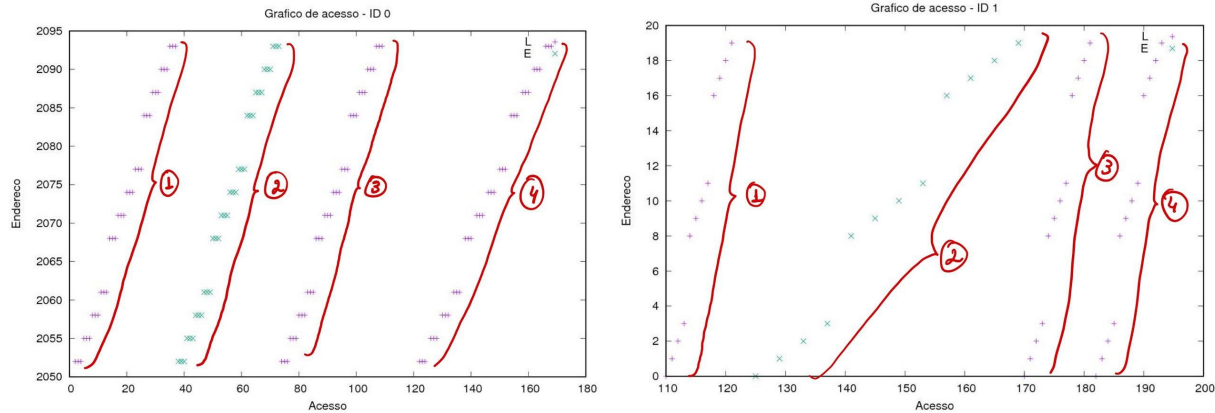 Grafico de acesso - ID 0
Endereco
2095
2090
2085
2080
2075
2070
2065
2060
2055
2050
L
E
1
2
3
4
0 20 40 60 80 100 120 140 160 180
Acesso
Grafico de acesso - ID 1
Endereco
20
18
16
14
12
10
8
6
4
2
0
L
E
1
2
3
4
110 120 130 140 150 160 170 180 190 200
Acesso